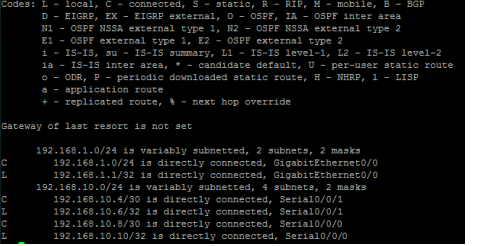 Codes: L - local, C - connected, S - static, R - RIP, M - mobile, B - BGP
D - EIGRP, EX - EIGRP external, O - OSPF, IA - OSPF inter area
N1 - OSPF NSSA external type 1, N2 - OSPF NSSA external type 2
E1 - OSPF external type 1, E2 - OSPF external type 2
i - IS-IS, su - IS-IS summary, L1 - IS-IS level-1, L2 - IS-IS level-2
ia - IS-IS inter area, * - candidate default, U - per-user static route
o - ODR, P - periodic downloaded static route, H - NHRP, l - LISP
a - application route
+ - replicated route, % - next hop override
Gateway of last resort is not set
192.168.1.0/24 is variably subnetted, 2 subnets, 2 masks
C 192.168.1.0/24 is directly connected, GigabitEthernet0/0
L 192.168.1.1/32 is directly connected, GigabitEthernet0/0
192.168.10.0/24 is variably subnetted, 4 subnets, 2 masks
C 192.168.10.4/30 is directly connected, Serial0/0/1
L 192.168.10.6/32 is directly connected, Serial0/0/1
C 192.168.10.8/30 is directly connected, Serial0/0/0
L 192.168.10.10/32 is directly connected, Serial0/0/0